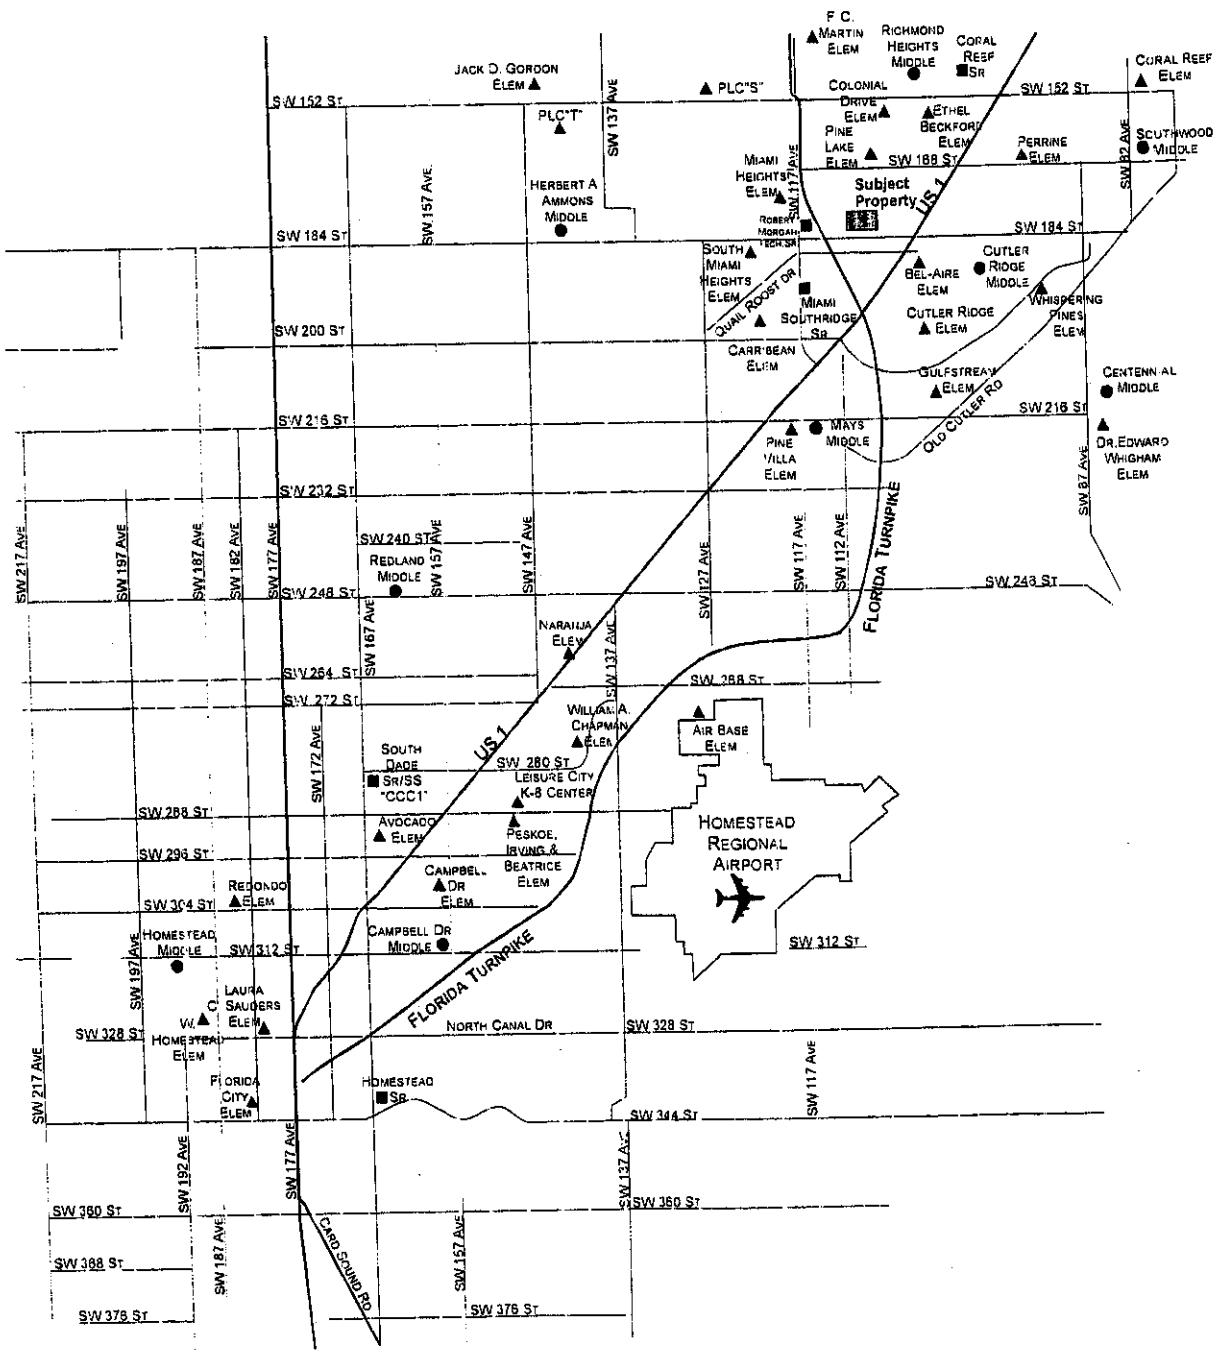 F C.
MARTIN
ELEM
RICHMOND
HEIGHTS
MIDDLE
CORAL
REEF
SR
CORAL REEF
ELEM
JACK D. GORDON
ELEM
PLC"S"
COLONIAL
DRIVE
ELEM
SW 152 ST
SW 152 ST
PLC"T"
SW 137 AVE
ETHEL
BECKFORD
ELEM
PINE
LAKE
ELEM
PERRINE
ELEM
SW 82 AVE
SOUTHWOOD
MIDDLE
SW 168 ST
MIAMI
HEIGHTS
ELEM
SW 117 AVE
Subject
Property
US 1
HERBERT A
AMMONS
MIDDLE
SW 157 AVE
ROBERT
MORGAN
TECH.SR
SW 184 ST
SW 184 ST
SOUTH
MIAMI
HEIGHTS
ELEM
QUAIL ROOST DR
BEL-AIRE
ELEM
CUTLER
RIDGE
MIDDLE
MIAMI
SOUTHRIDGE
SR
CUTLER RIDGE
ELEM
WHISPERING
PINES
ELEM
SW 200 ST
CARIBBEAN
ELEM
GULFSTREAM
ELEM
CENTENNIAL
MIDDLE
OLD CUTLER RD
SW 216 ST
SW 216 ST
PINE
VILLA
ELEM
MAYS
MIDDLE
DR.EDWARD
WHIGHAM
ELEM
SW 87 AVE
SW 232 ST
SW 217 AVE
SW 197 AVE
SW 187 AVE
SW 182 AVE
SW 177 AVE
SW 240 ST
SW 157 AVE
SW 147 AVE
SW 127 AVE
SW 117 AVE
SW 112 AVE
FLORIDA TURNPIKE
REDLAND
MIDDLE
SW 248 ST
SW 248 ST
SW 167 AVE
NARANJA
ELEM
SW 137 AVE
SW 264 ST
SW 268 ST
SW 272 ST
WILLIAM A.
CHAPMAN
ELEM
AIR BASE
ELEM
SW 172 AVE
US 1
SOUTH
DADE
SR/SS
"CCC1"
SW 280 ST
LEISURE CITY
K-8 CENTER
SW 288 ST
AVOCADO
ELEM
PESKOE,
IRVING &
BEATRICE
ELEM
HOMESTEAD
REGIONAL
AIRPORT
SW 296 ST
CAMPBELL
DR
ELEM
REDONDO
ELEM
SW 304 ST
HOMESTEAD
MIDDLE
SW 312 ST
CAMPBELL DR
MIDDLE
SW 312 ST
FLORIDA TURNPIKE
SW 197 AVE
LAURA
C SAUDERS
ELEM
W.
HOMESTEAD
ELEM
SW 328 ST
NORTH CANAL DR
SW 328 ST
SW 217 AVE
SW 117 AVE
FLORIDA
CITY
ELEM
HOMESTEAD
SR
SW 344 ST
SW 192 AVE
SW 177 AVE
SW 137 AVE
SW 360 ST
SW 360 ST
SW 187 AVE
CARD SOUND RD
SW 157 AVE
SW 368 ST
SW 376 ST
SW 376 ST